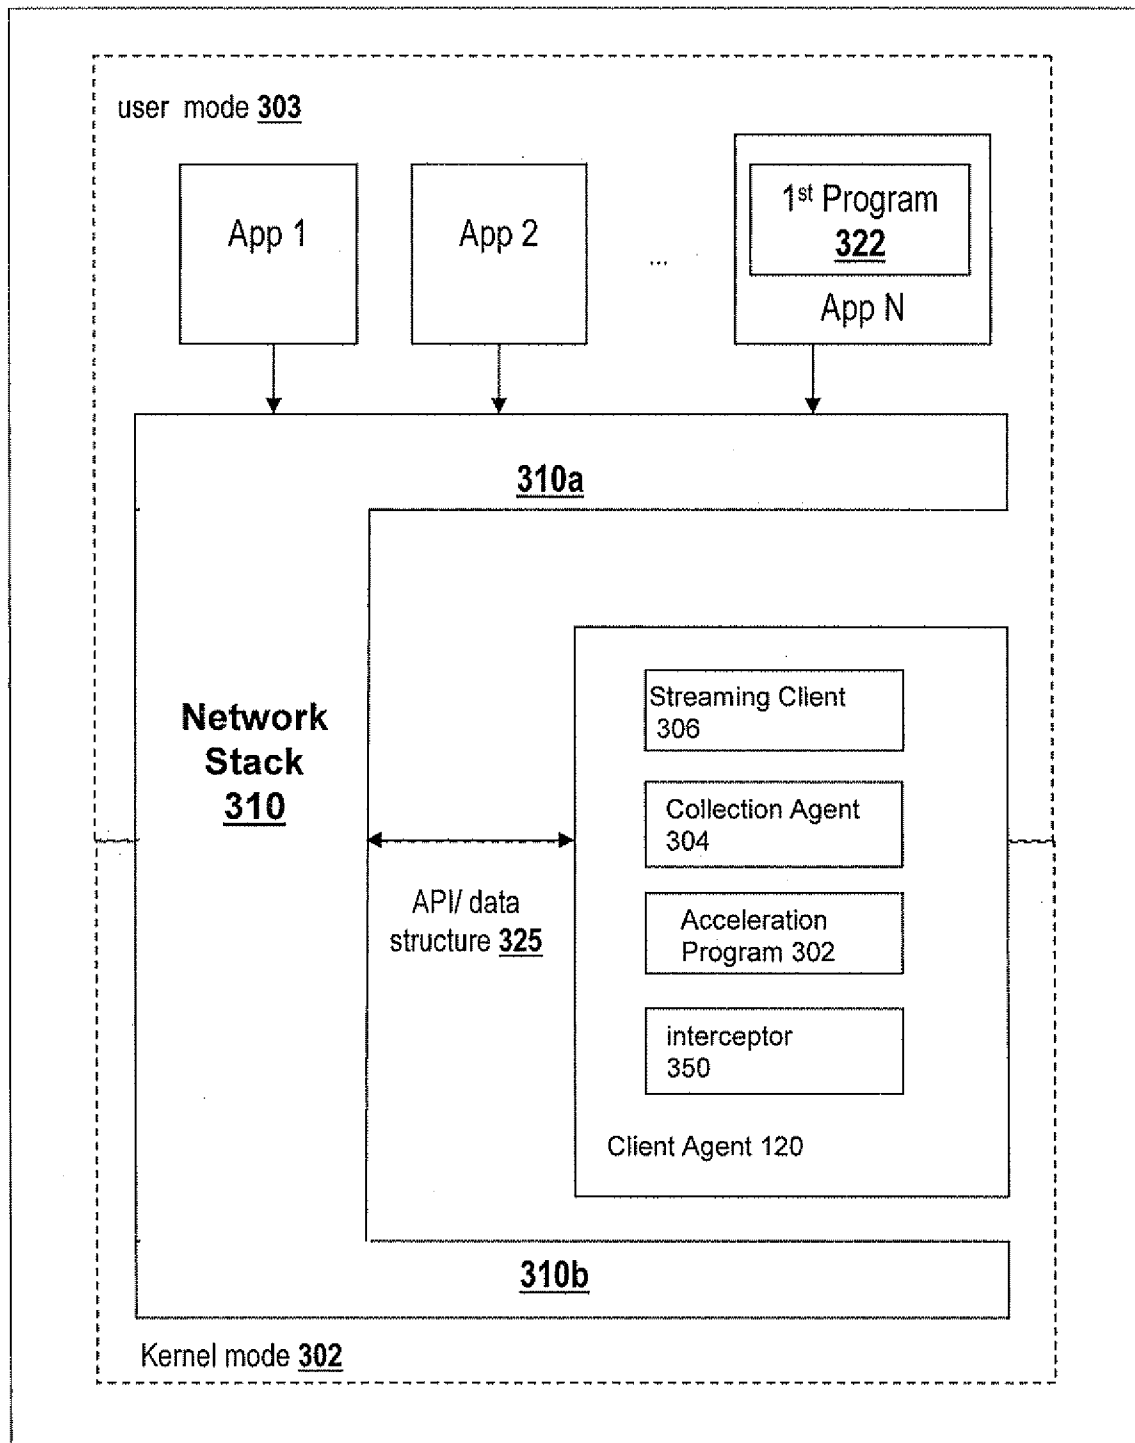 user mode 303
App 1
App 2
...
1st Program
322
App N
310a
Network
Stack
310
Streaming Client
306
Collection Agent
304
Acceleration
Program 302
interceptor
350
API/ data
structure 325
Client Agent 120
310b
Kernel mode 302